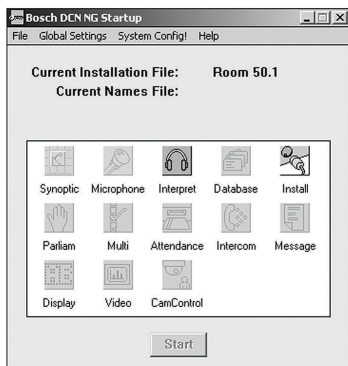 Bosch DCN NG Startup
File Global Settings System Config! Help
Current Installation File: Room 50.1
Current Names File:
Synoptic Microphone Interpret Database Install
Parliam Multi Attendance Intercom Message
Display Video CamControl
Start